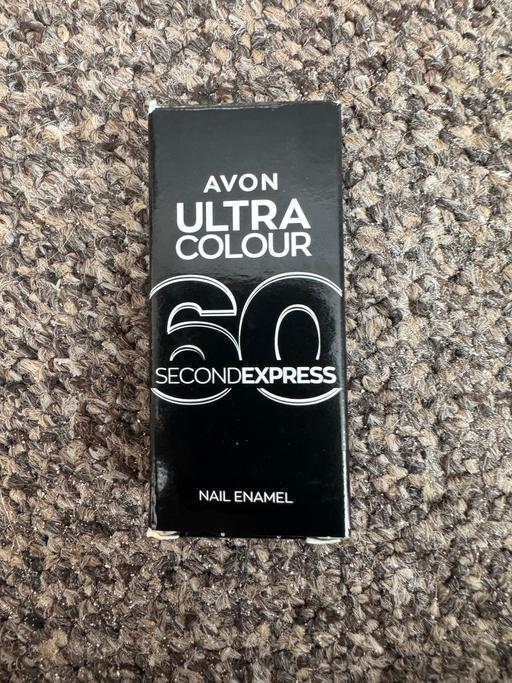 AVON
ULTRA
COLOUR
60
SECONDEXPRESS
NAIL ENAMEL